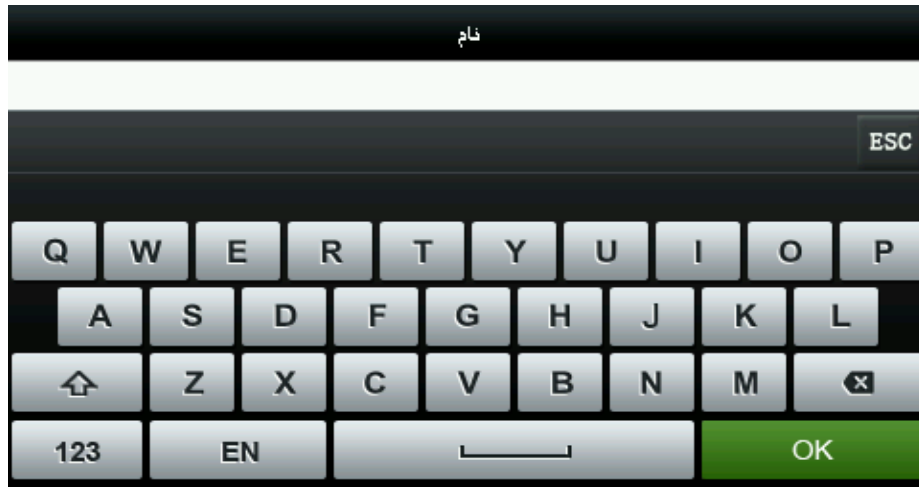 نام
ESC
Q W E R T Y U I O P
A S D F G H J K L
Z X C V B N M
123 EN OK